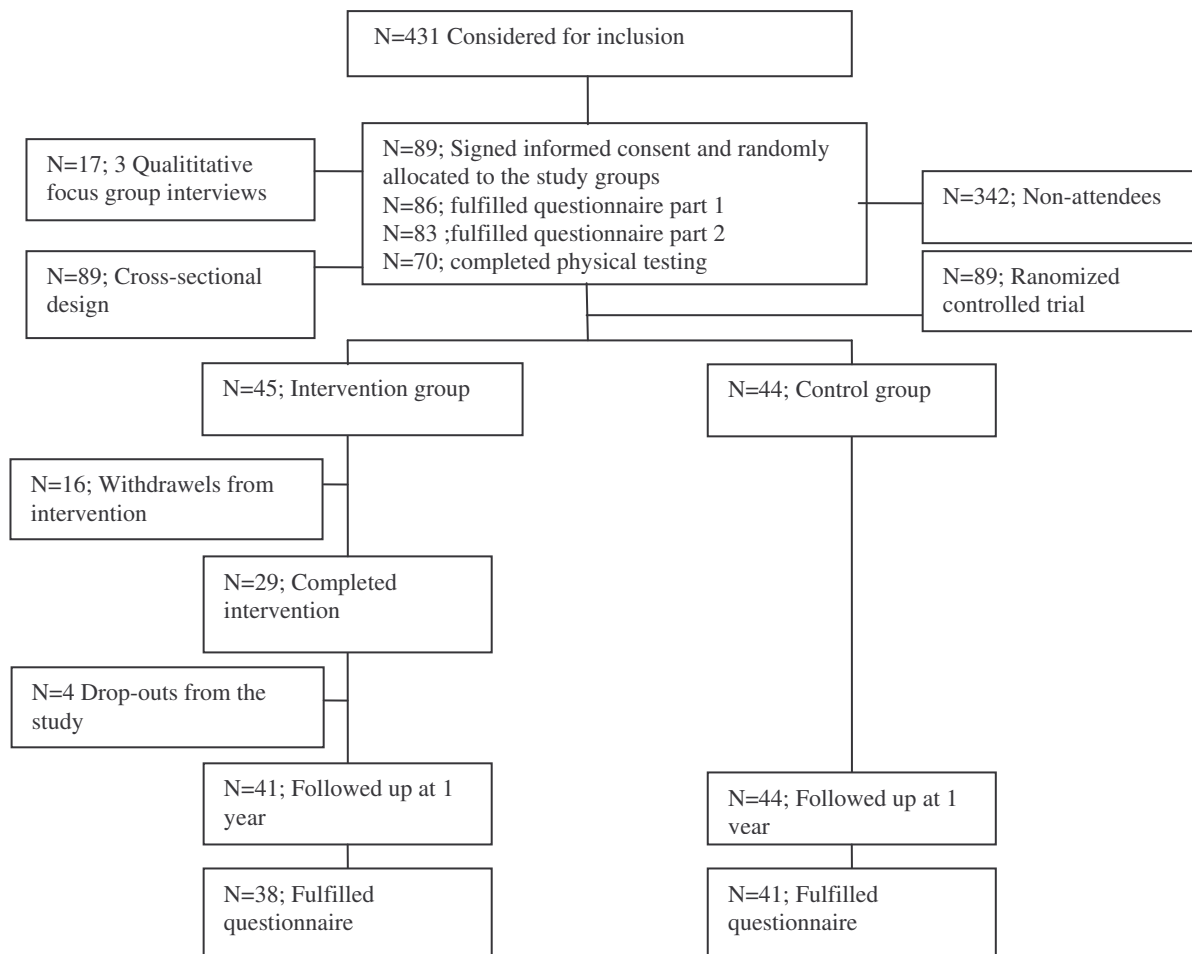 N=431 Considered for inclusion
N=17; 3 Qualititative
focus group interviews
N=89; Signed informed consent and randomly
allocated to the study groups
N=86; fulfilled questionnaire part 1
N=83 ;fulfilled questionnaire part 2
N=70; completed physical testing
N=342; Non-attendees
N=89; Cross-sectional
design
N=89; Ranomized
controlled trial
N=45; Intervention group
N=44; Control group
N=16; Withdrawels from
intervention
N=29; Completed
intervention
N=4 Drop-outs from the
study
N=41; Followed up at 1
year
N=44; Followed up at 1
year
N=38; Fulfilled
questionnaire
N=41; Fulfilled
questionnaire